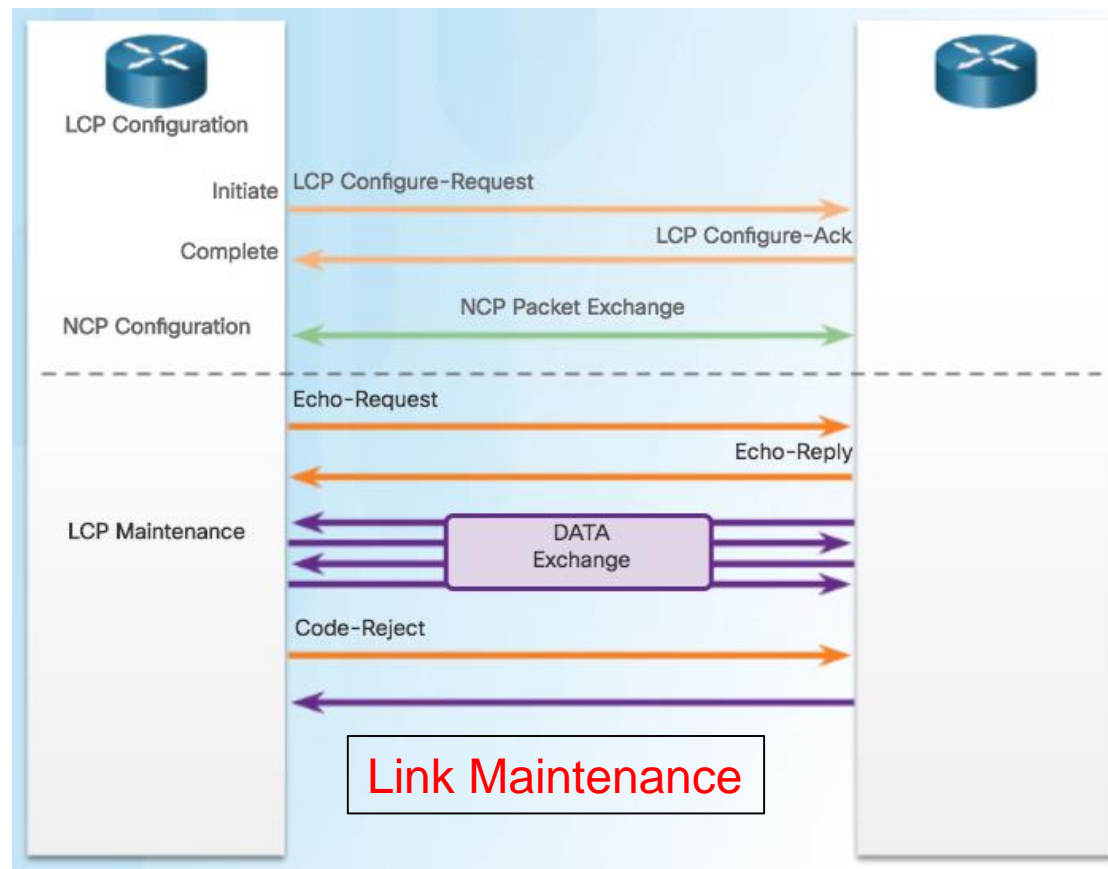 LCP Configuration
Initiate
LCP Configure-Request
LCP Configure-Ack
Complete
NCP Packet Exchange
NCP Configuration
Echo-Request
Echo-Reply
LCP Maintenance
DATA
Exchange
Code-Reject
Link Maintenance